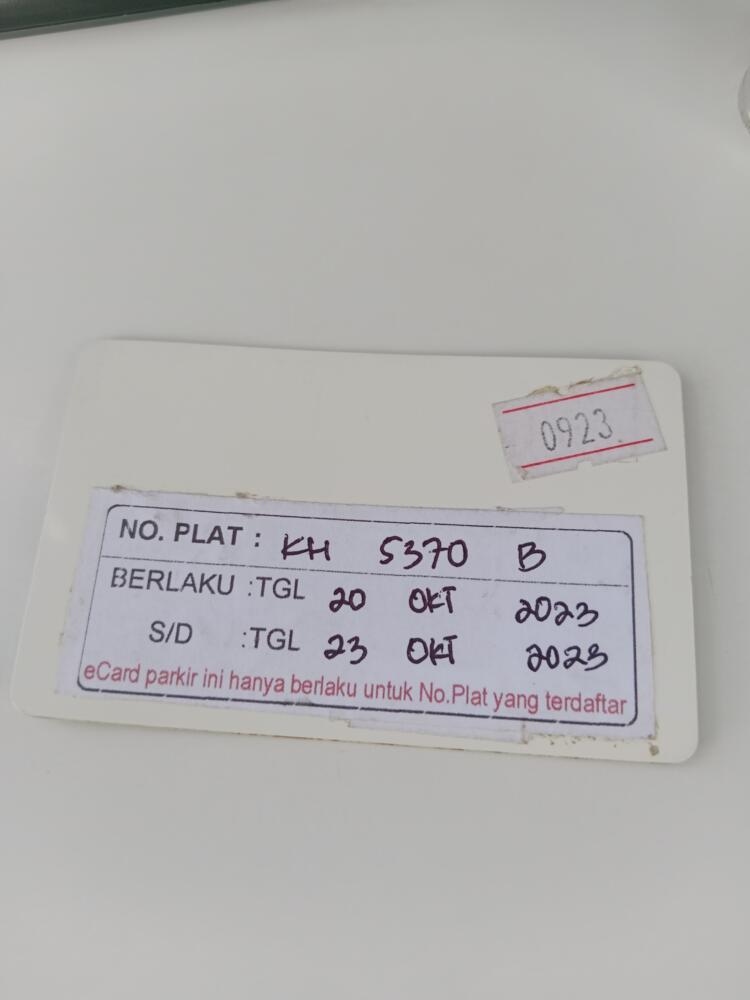 0923
NO. PLAT : KH 5370 B
BERLAKU :TGL 20 OKT 2023
S/D :TGL 23 OKT 2023
eCard parkir ini hanya berlaku untuk No.Plat yang terdaftar